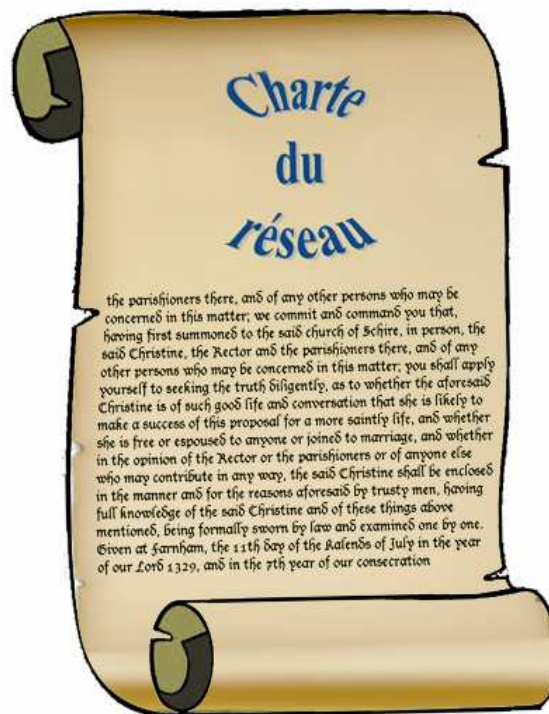 Charte
du
réseau
the parishioners there, and of any other persons who may be
concerned in this matter; we commit and command you that,
having first summoned to the said church of Schire, in person, the
said Christine, the Rector and the parishioners there, and of any
other persons who may be concerned in this matter; you shall apply
yourself to seeking the truth diligently, as to whether the aforesaid
Christine is of such good life and conversation that she is likely to
make a success of this proposal for a more saintly life, and whether
she is free or espoused to anyone or joined to marriage, and whether
in the opinion of the Rector or the parishioners or of anyone else
who may contribute in any way, the said Christine shall be enclosed
in the manner and for the reasons aforesaid by trusty men, having
full knowledge of the said Christine and of these things above
mentioned, being formally sworn by law and examined one by one.
Given at Farnham, the 11th day of the Kalends of July in the year
of our Lord 1329, and in the 7th year of our consecration